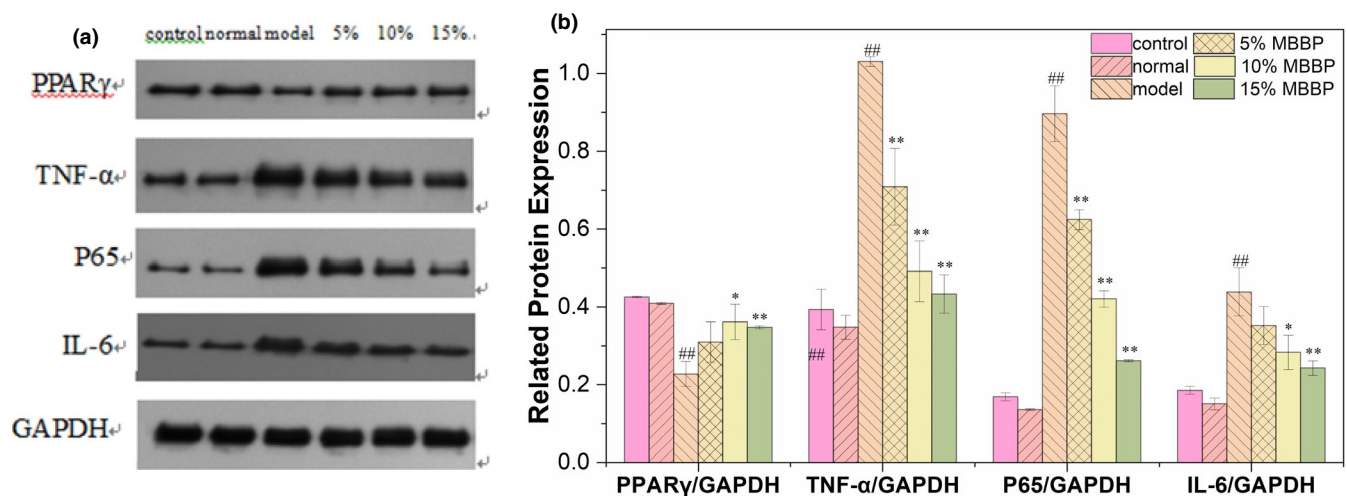 (a)
control normal model 5% 10% 15%..
PPARγ↵
TNF-α↵
P65↵
IL-6↵
GAPDH↵
(b)
Related Protein Expression
1.0
0.8
0.6
0.4
0.2
0.0
control 5% MBBP
normal 10% MBBP
model 15% MBBP
## * **
## ## ** ** **
## ** ** **
## * **
PPARγ/GAPDH TNF-α/GAPDH P65/GAPDH IL-6/GAPDH